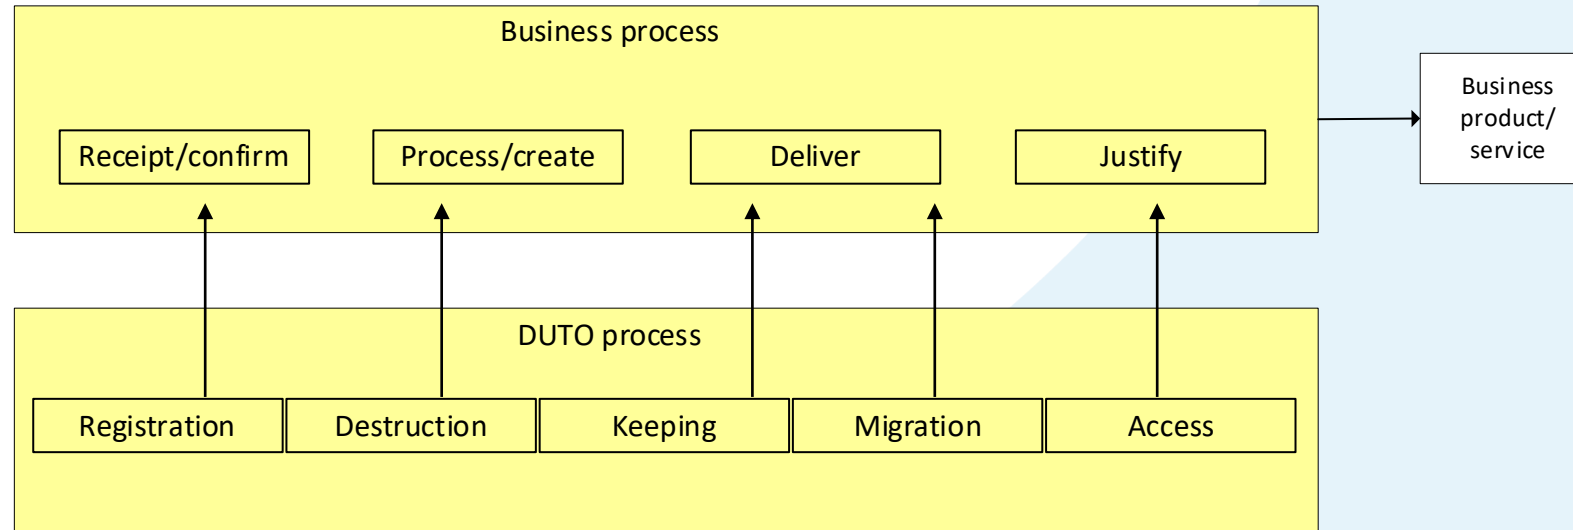 Business process
Business
product/
service
Receipt/confirm
Process/create
Deliver
Justify
DUTO process
Registration
Destruction
Keeping
Migration
Access